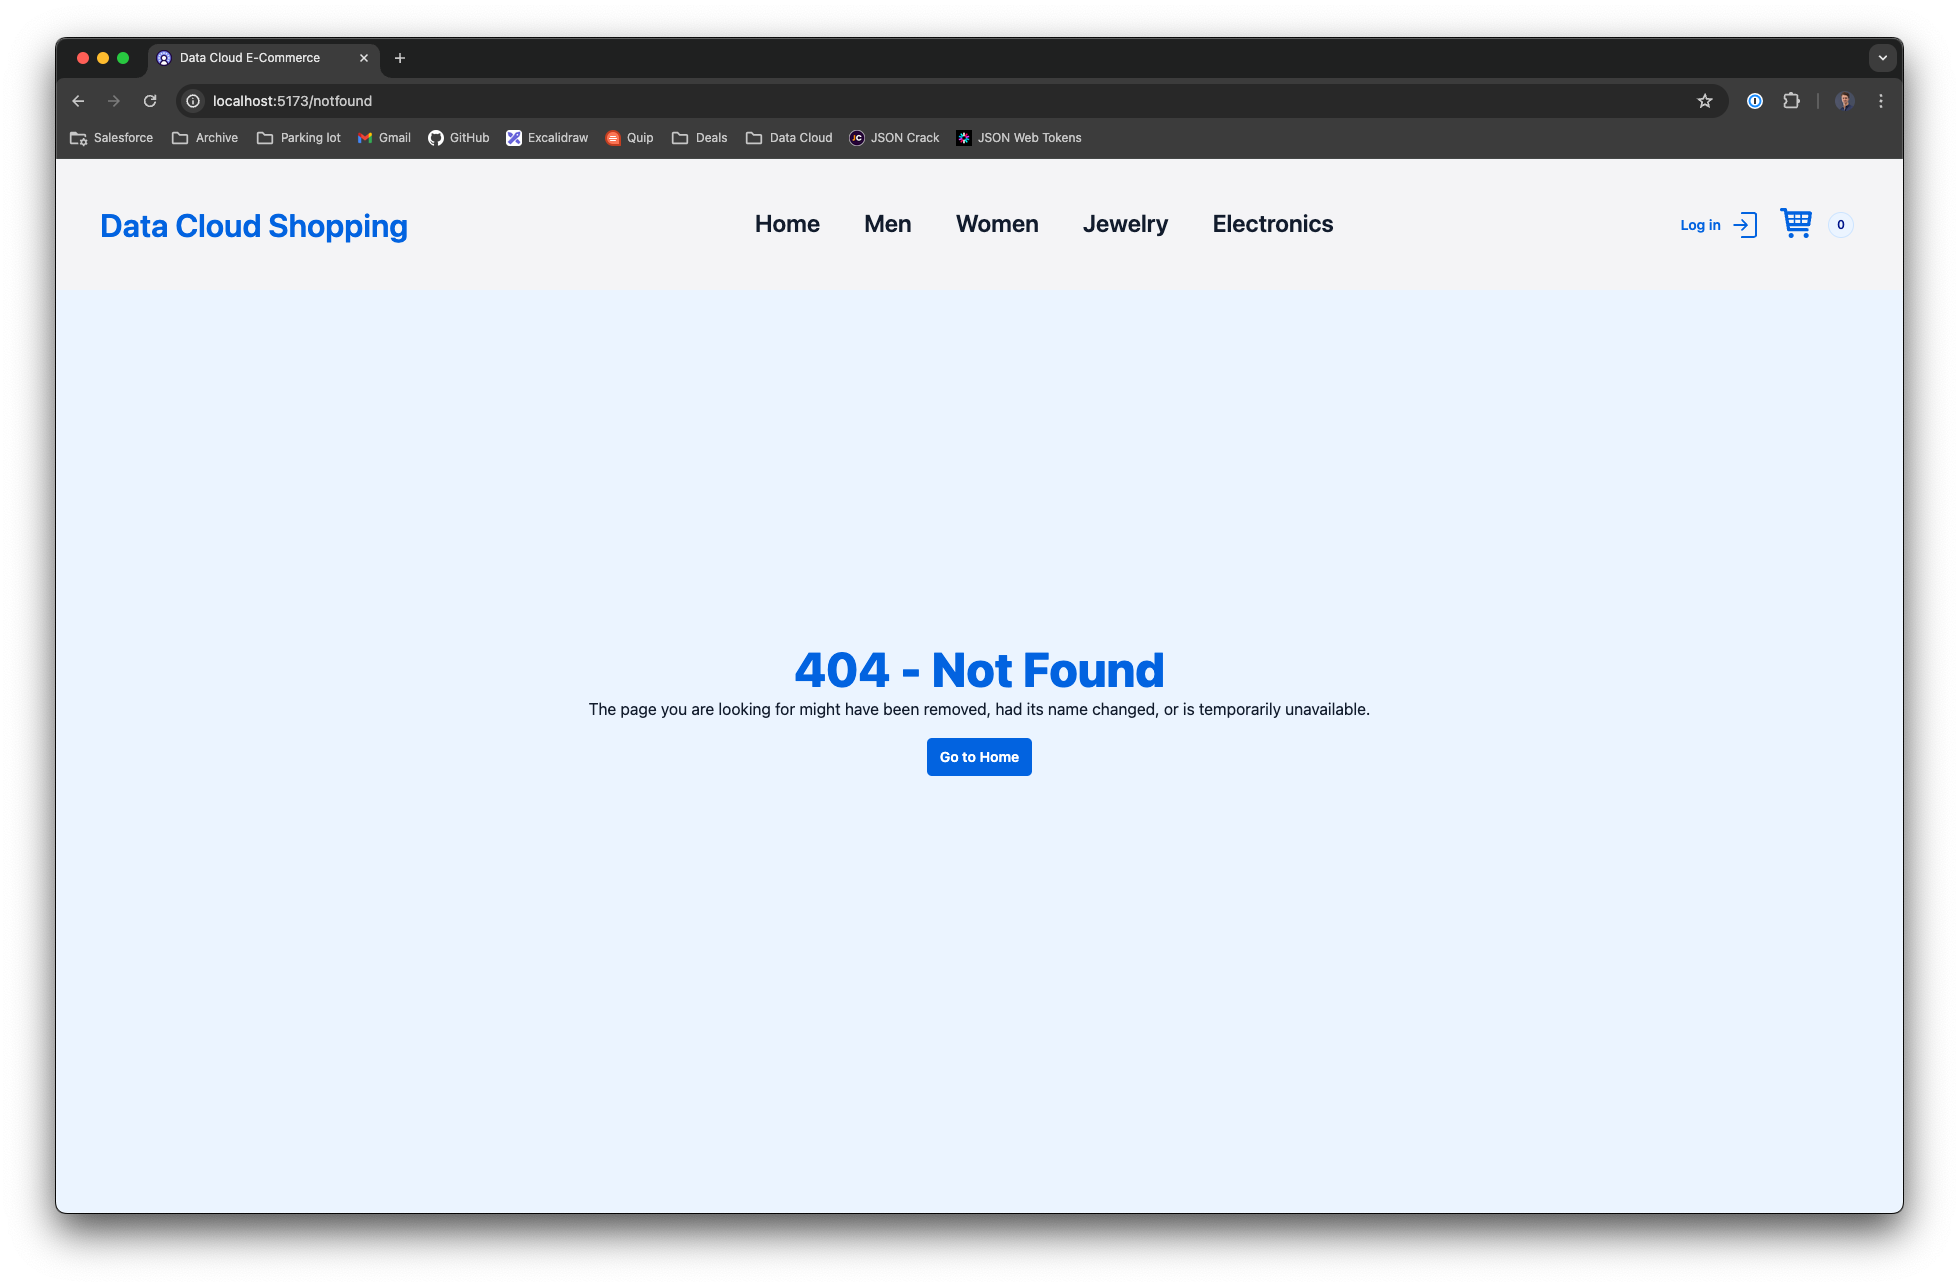 Data Cloud E-Commerce
localhost:5173/notfound
Salesforce Archive Parking lot Gmail GitHub Excalidraw Quip Deals Data Cloud JC JSON Crack JSON Web Tokens
Data Cloud Shopping Home Men Women Jewelry Electronics Log in 0
404 - Not Found
The page you are looking for might have been removed, had its name changed, or is temporarily unavailable.
Go to Home